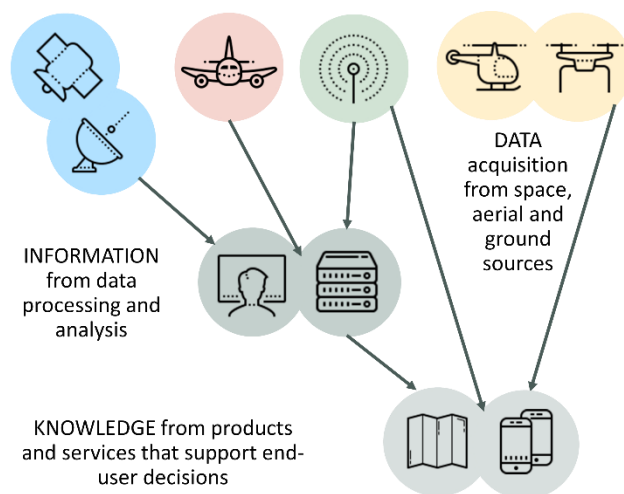 DATA
acquisition
from space,
aerial and
ground
sources
INFORMATION
from data
processing and
analysis
KNOWLEDGE from products
and services that support end-
user decisions